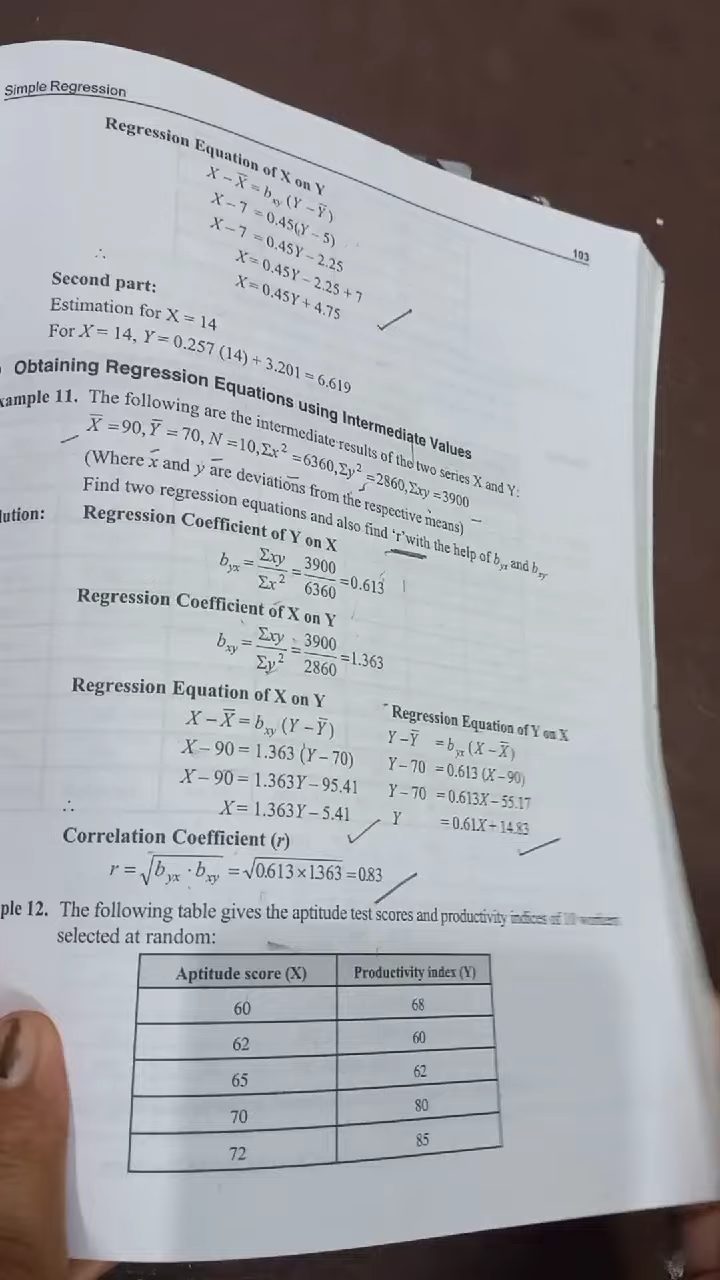 Simple Regression
103
Regression Equation of X on Y
X − X̅ = bxy (Y − Y̅)
X − 7 = 0.45(Y − 5)
X − 7 = 0.45Y − 2.25
X = 0.45Y − 2.25 + 7
∴ X = 0.45Y + 4.75
Second part:
Estimation for X = 14
For X = 14, Y = 0.257 (14) + 3.201 = 6.619
Obtaining Regression Equations using Intermediate Values
xample 11. The following are the intermediate results of the two series X and Y:
X̅ = 90, Y̅ = 70, N = 10, Σx² = 6360, Σy² = 2860, Σxy = 3900
(Where x and y are deviations from the respective means)
Find two regression equations and also find 'r' with the help of byx and bxy
lution: Regression Coefficient of Y on X
byx = Σxy/Σx² = 3900/6360 = 0.613
Regression Coefficient of X on Y
bxy = Σxy/Σy² = 3900/2860 = 1.363
Regression Equation of X on Y
X − X̅ = bxy (Y − Y̅)
X − 90 = 1.363 (Y − 70)
X − 90 = 1.363Y − 95.41
∴ X = 1.363Y − 5.41
Regression Equation of Y on X
Y − Y̅ = byx (X − X̅)
Y − 70 = 0.613 (X − 90)
Y − 70 = 0.613X − 55.17
Y = 0.61X + 14.83
Correlation Coefficient (r)
r = √byx · bxy = √0.613 × 1.363 = 0.83
ple 12. The following table gives the aptitude test scores and productivity indices of 10 workers
selected at random:
Aptitude score (X) Productivity index (Y)
60 68
62 60
65 62
70 80
72 85